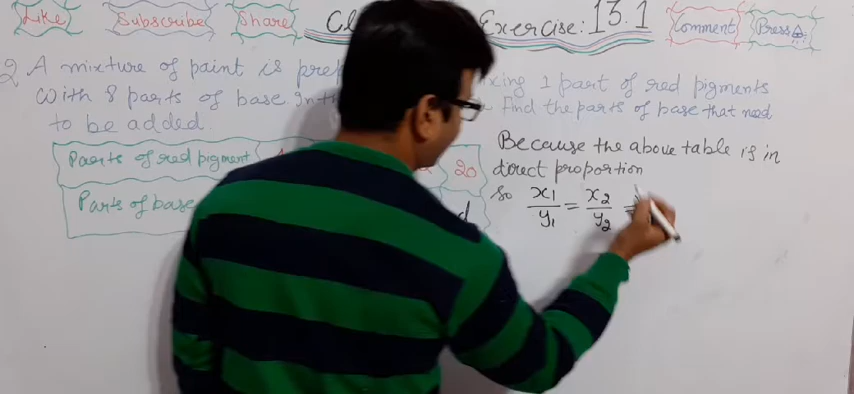 Like Subscribe Share Exercise: 13.1 Comment Press
2 A mixture of paint is 1 part of red pigments
With 8 parts of base. Find the parts of base that need
to be added.
Parts of red pigment 20
Parts of base d
Because the above table is in
direct proportion
So x1/y1 = x2/y2 =